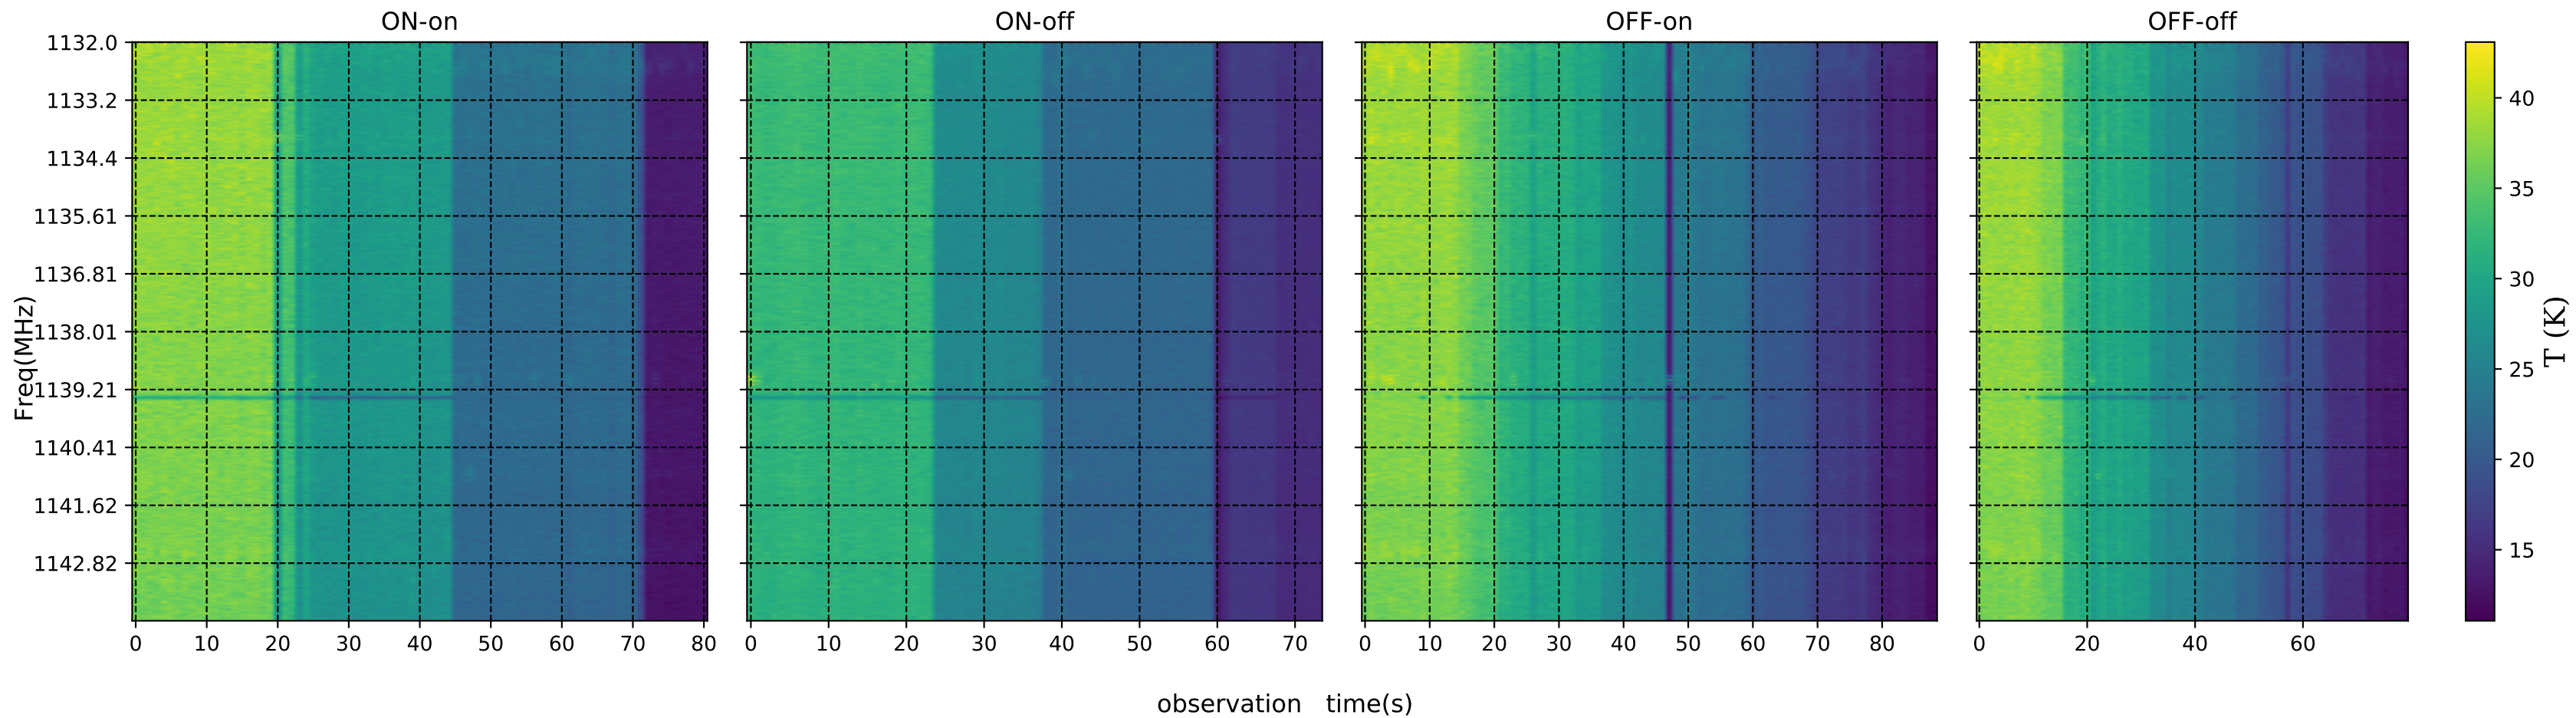 ON-on
ON-off
OFF-on
OFF-off
1132.0
1133.2
1134.4
1135.61
1136.81
1138.01
1139.21
1140.41
1141.62
1142.82
Freq(MHz)
0 10 20 30 40 50 60 70 80
0 10 20 30 40 50 60 70
0 10 20 30 40 50 60 70 80
0 20 40 60
observation time(s)
40
35
30
25
20
15
T (K)